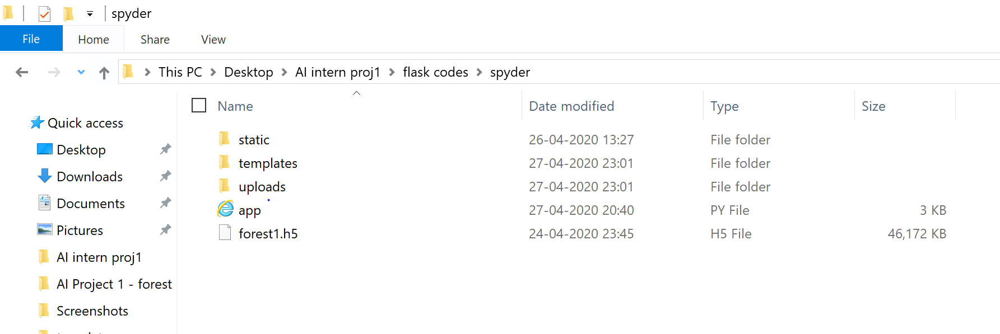 spyder
File Home Share View
This PC > Desktop > AI intern proj1 > flask codes > spyder
Name Date modified Type Size
Quick access
static 26-04-2020 13:27 File folder
Desktop
templates 27-04-2020 23:01 File folder
Downloads
uploads 27-04-2020 23:01 File folder
Documents
app 27-04-2020 20:40 PY File 3 KB
Pictures
forest1.h5 24-04-2020 23:45 H5 File 46,172 KB
AI intern proj1
AI Project 1 - forest
Screenshots